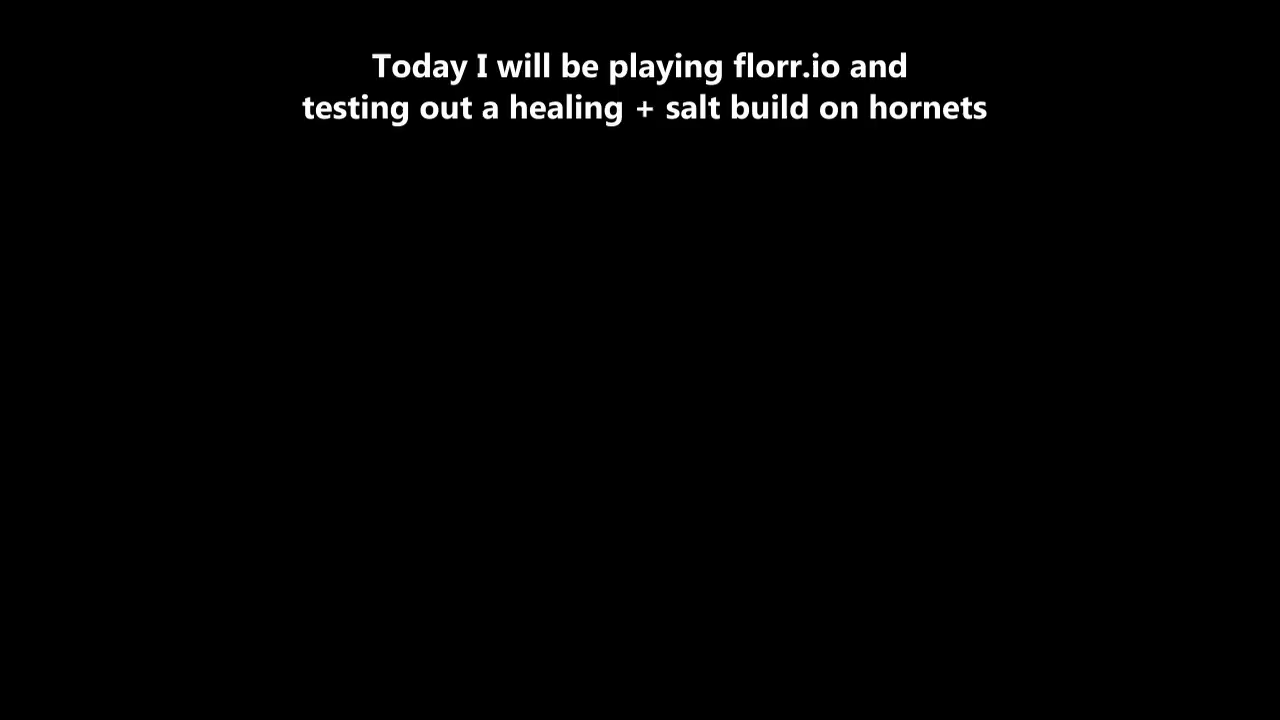 Today I will be playing florr.io and
testing out a healing + salt build on hornets